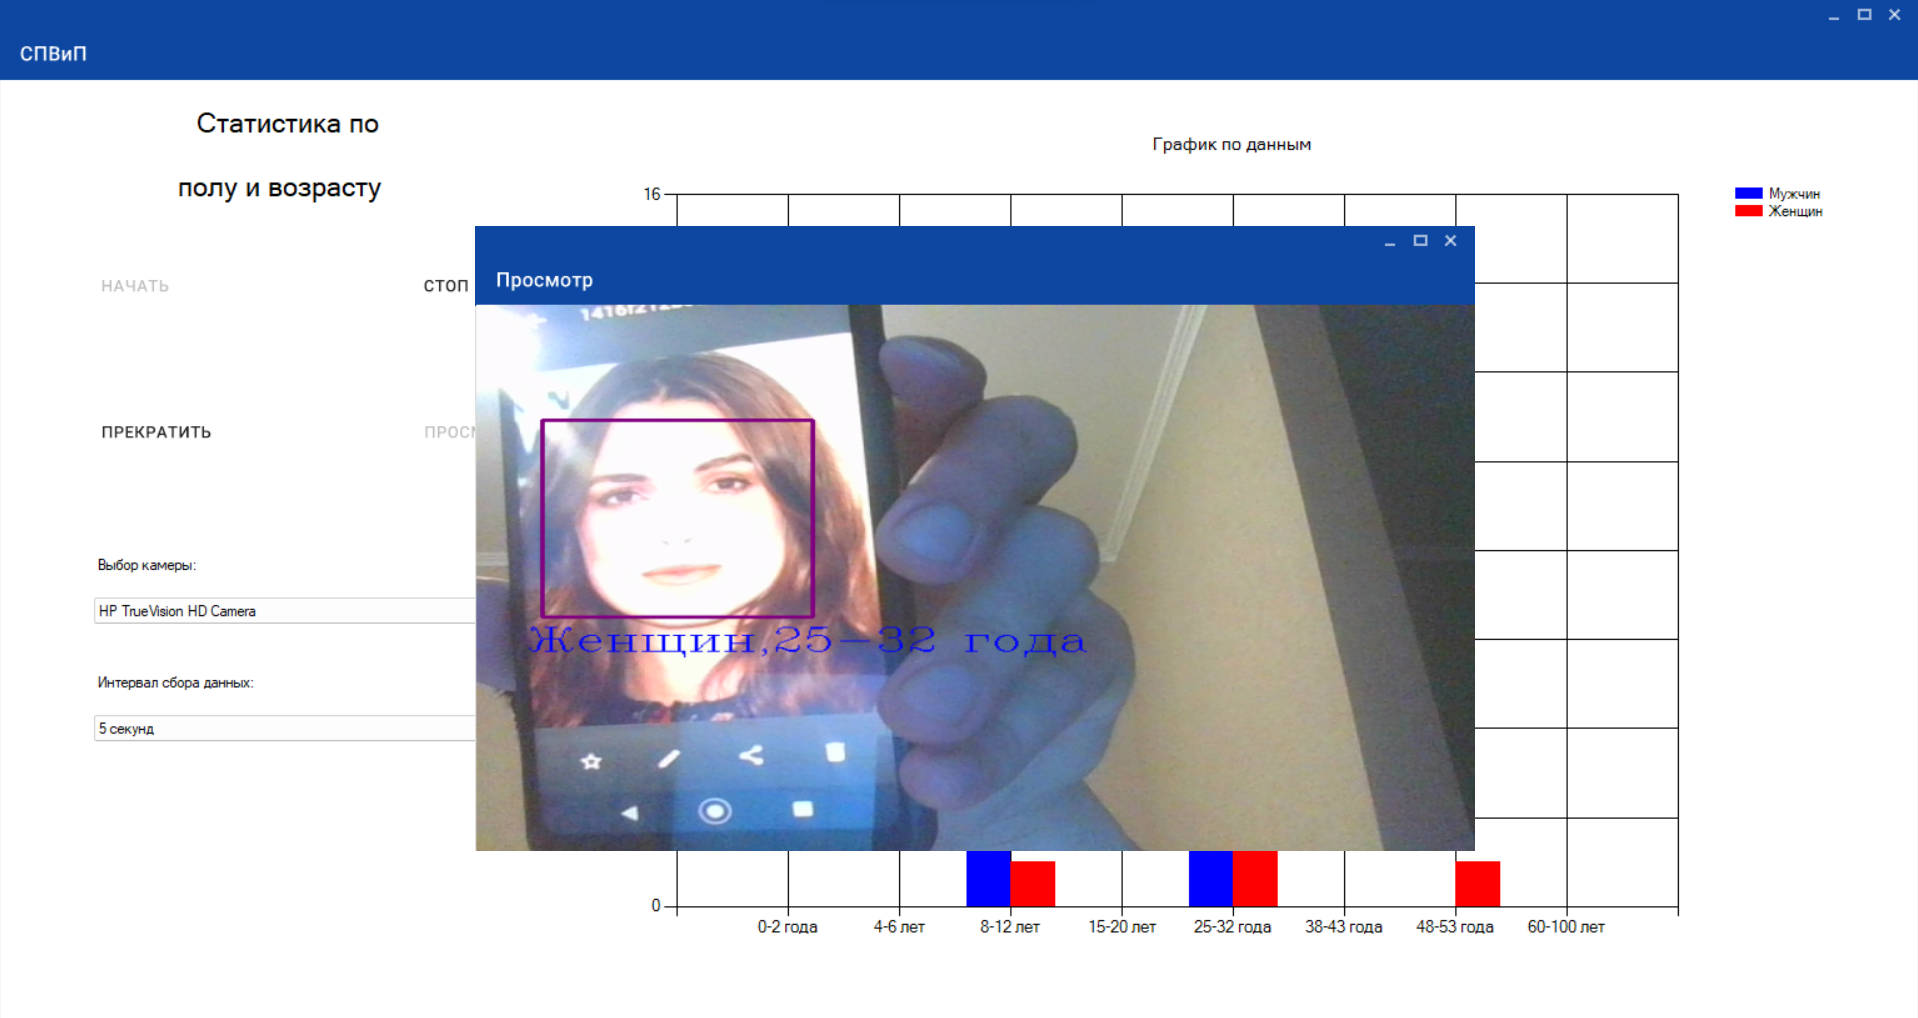 СПВиП
Статистика по
полу и возрасту
НАЧАТЬ
СТОП
ПРЕКРАТИТЬ
Выбор камеры:
HP TrueVision HD Camera
Интервал сбора данных:
5 секунд
График по данным
16
0
0-2 года
4-6 лет
8-12 лет
15-20 лет
25-32 года
38-43 года
48-53 года
60-100 лет
Мужчин
Женщин
Просмотр
Женщин,25-32 года